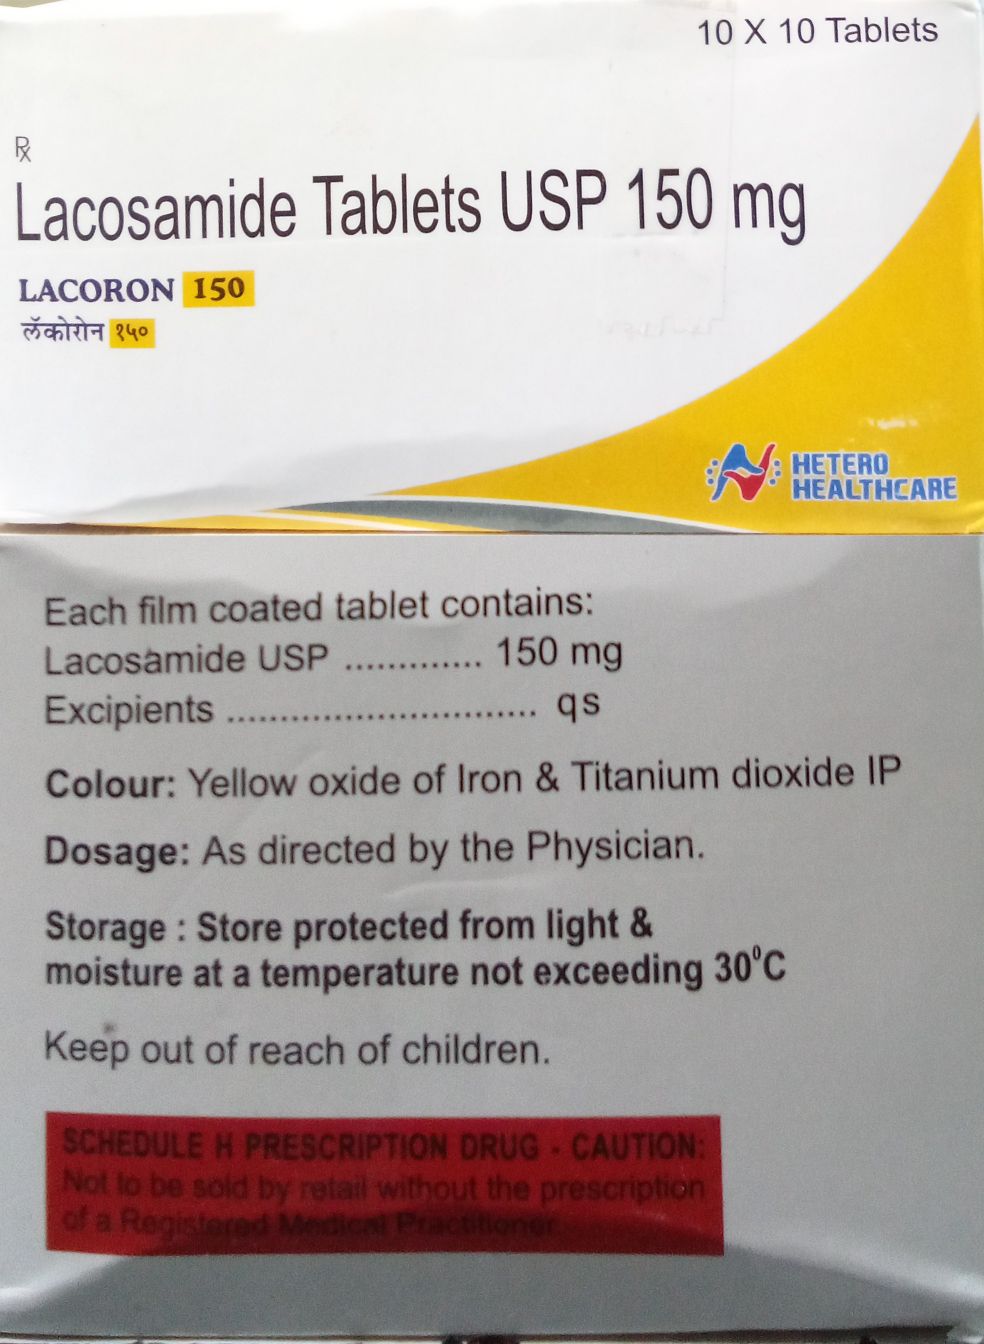 10 X 10 Tablets
Rx
Lacosamide Tablets USP 150 mg
LACORON 150
लॅकोरोन १५०
HETERO
HEALTHCARE
Each film coated tablet contains:
Lacosamide USP ............. 150 mg
Excipients ............................. qs
Colour: Yellow oxide of Iron & Titanium dioxide IP
Dosage: As directed by the Physician.
Storage : Store protected from light &
moisture at a temperature not exceeding 30⁰C
Keep out of reach of children.
SCHEDULE H PRESCRIPTION DRUG - CAUTION:
Not to be sold by retail without the prescription
of a Registered Medical Practitioner